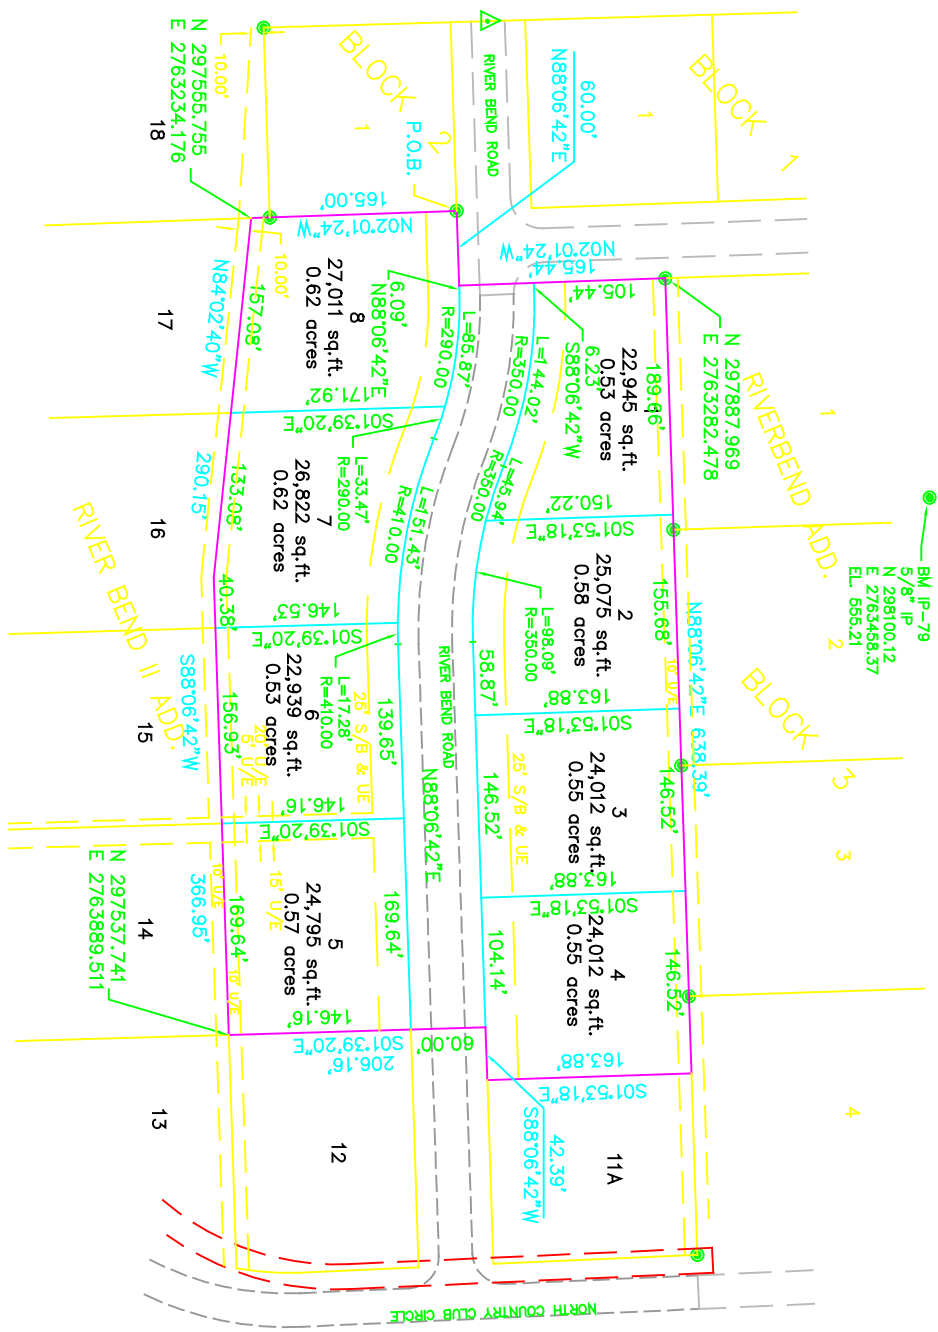 BLOCK 1
BLOCK 2
1
1
RIVER BEND ROAD
P.O.B.
60.00'
N88°06'42"E
N 297555.755
E 2763234.176
18
10.00'
165.00'
N02°01'24"W
N02°01'24"W
165.44'
105.44'
N 297887.969
E 2763282.478
RIVERBEND ADD.
BLOCK 3
1
2
3
4
BM IP-79
5/8" IP
N 298100.12
E 2763458.37
EL. 555.21
10.00'
8
27,011 sq.ft.
0.62 acres
6.09'
N88°06'42"E
L=85.87'
R=290.00
L=144.02'
R=350.00
6.23'
S88°06'42"W
22,945 sq.ft.
0.53 acres
189.66'
17
N84°02'40"W
157.08'
171.92'
S01°39'20"E
L=33.47'
R=290.00
L=151.43'
R=410.00
L=45.94'
R=350.00
150.22'
S01°53'18"E
7
26,822 sq.ft.
0.62 acres
133.08'
290.15'
16
RIVER BEND II ADD.
40.38'
146.53'
S01°39'20"E
2
25,075 sq.ft.
0.58 acres
155.68'
N88°06'42"E 638.39'
10' U/E
L=98.09'
R=350.00
58.87'
163.88'
S01°53'18"E
6
22,939 sq.ft.
0.53 acres
L=17.28'
R=410.00
RIVER BEND ROAD
139.65'
25' S/B & UE
156.93'
S88°06'42"W
15
20' U/E
5' U/E
146.16'
S01°39'20"E
N88°06'42"E
3
24,012 sq.ft.
0.55 acres
146.52'
146.52'
25' S/B & UE
163.88'
S01°53'18"E
5
24,795 sq.ft.
0.57 acres
169.64'
169.64'
15' U/E
10' U/E
10' U/E
366.95'
14
N 297537.741
E 2763889.511
4
24,012 sq.ft.
0.55 acres
104.14'
146.52'
146.16'
S01°39'20"E
206.16'
60.00'
163.88'
S01°53'18"E
42.39'
S88°06'42"W
13
12
11A
NORTH COUNTRY CLUB CIRCLE